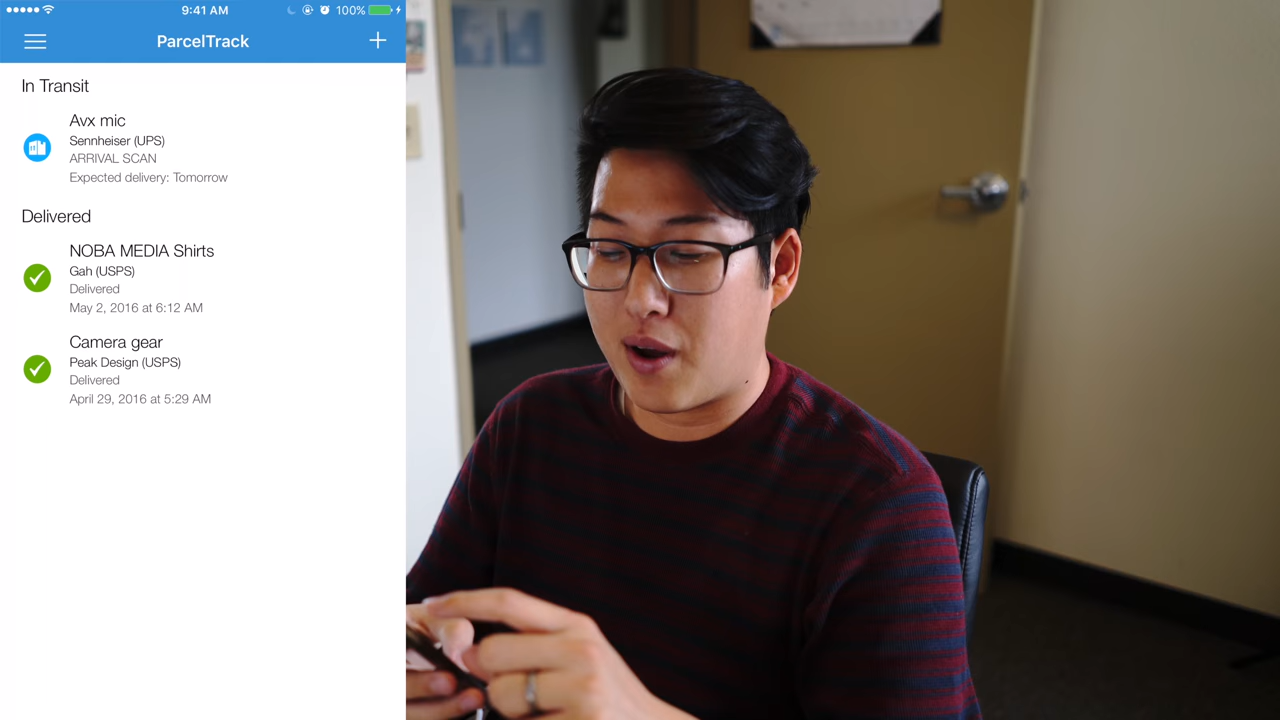 9:41 AM
100%
ParcelTrack
In Transit
Avx mic
Sennheiser (UPS)
ARRIVAL SCAN
Expected delivery: Tomorrow
Delivered
NOBA MEDIA Shirts
Gah (USPS)
Delivered
May 2, 2016 at 6:12 AM
Camera gear
Peak Design (USPS)
Delivered
April 29, 2016 at 5:29 AM